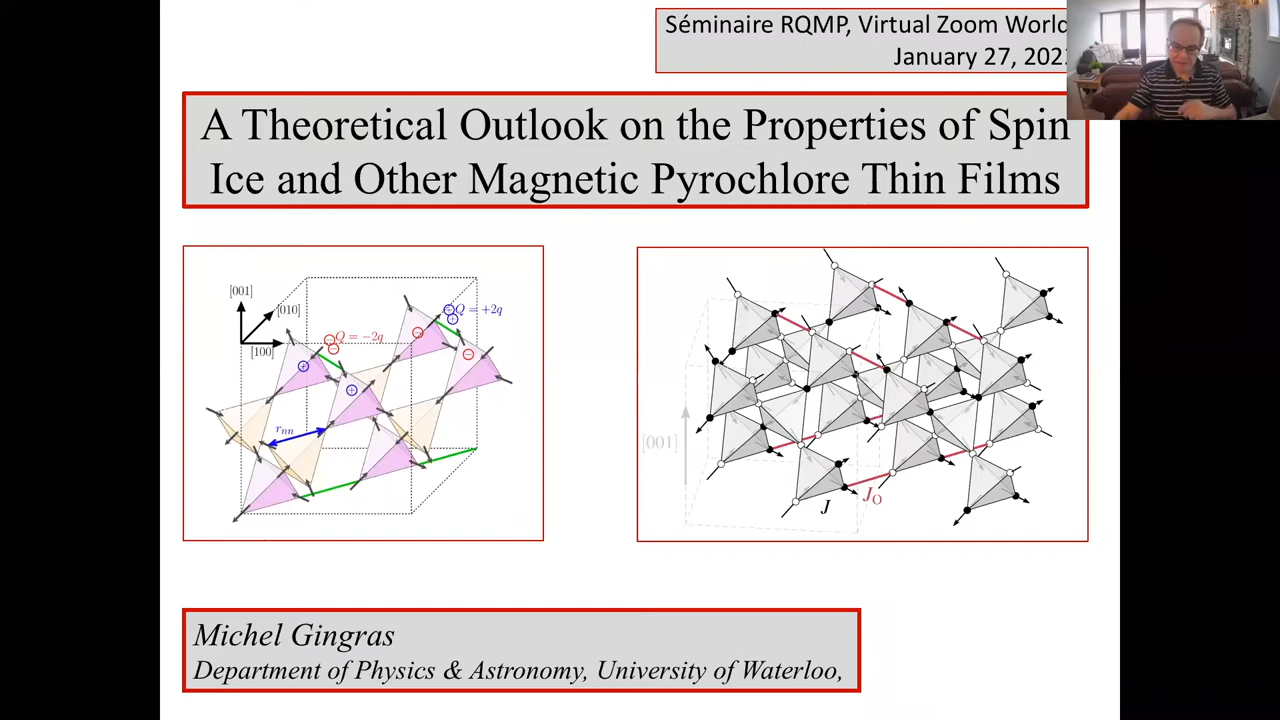 Séminaire RQMP, Virtual Zoom World
January 27, 202
A Theoretical Outlook on the Properties of Spin
Ice and Other Magnetic Pyrochlore Thin Films
[001]
[010]
[100]
Q = −2q
Q = +2q
r_nn
[001]
J
J_O
Michel Gingras
Department of Physics & Astronomy, University of Waterloo,